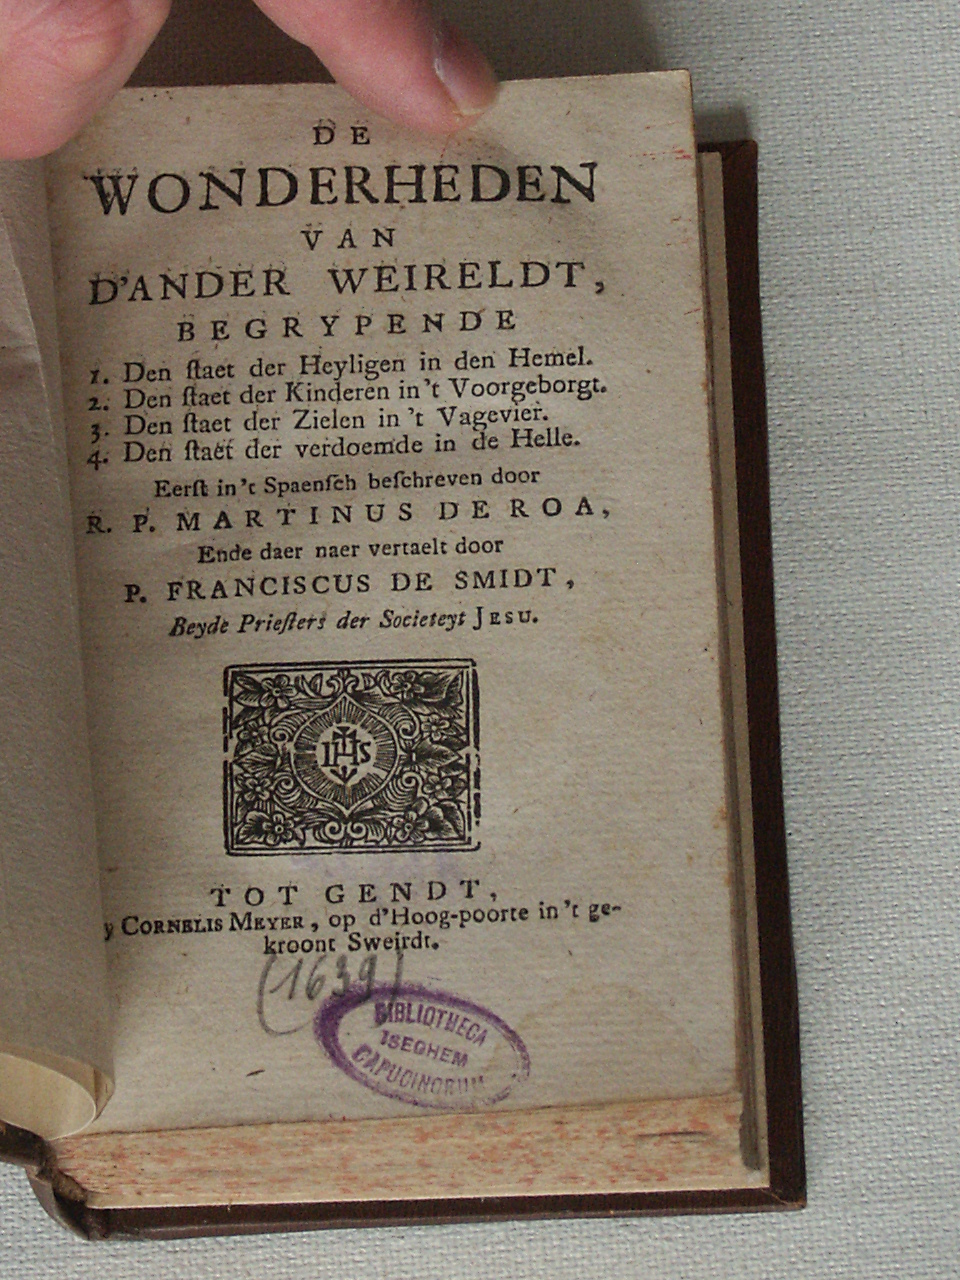 DE
WONDERHEDEN
VAN
D'ANDER WEIRELDT,
BEGRYPENDE
1. Den ſtaet der Heyligen in den Hemel.
2. Den ſtaet der Kinderen in't Voorgeborgt.
3. Den ſtaet der Zielen in 't Vagevier.
4. Den ſtaet der verdoemde in de Helle.
Eerſt in't Spaenſch beſchreven door
R. P. MARTINUS DE ROA,
Ende daer naer vertaelt door
P. FRANCISCUS DE SMIDT,
Beyde Prieſters der Societeyt JESU.
IHS
TOT GENDT,
y CORNELIS MEYER, op d'Hoog-poorte in 't ge-
kroont Sweirdt.
(1639)
BIBLIOTHECA
ISEGHEM
CAPUCINORUM